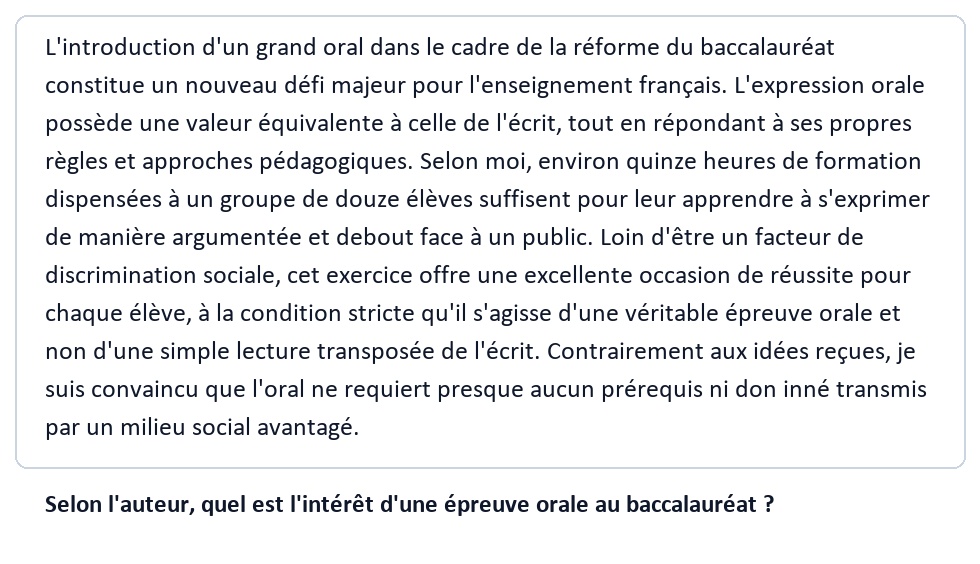 L'introduction d'un grand oral dans le cadre de la réforme du baccalauréat
constitue un nouveau défi majeur pour l'enseignement français. L'expression orale
possède une valeur équivalente à celle de l'écrit, tout en répondant à ses propres
règles et approches pédagogiques. Selon moi, environ quinze heures de formation
dispensées à un groupe de douze élèves suffisent pour leur apprendre à s'exprimer
de manière argumentée et debout face à un public. Loin d'être un facteur de
discrimination sociale, cet exercice offre une excellente occasion de réussite pour
chaque élève, à la condition stricte qu'il s'agisse d'une véritable épreuve orale et
non d'une simple lecture transposée de l'écrit. Contrairement aux idées reçues, je
suis convaincu que l'oral ne requiert presque aucun prérequis ni don inné transmis
par un milieu social avantagé.
Selon l'auteur, quel est l'intérêt d'une épreuve orale au baccalauréat ?